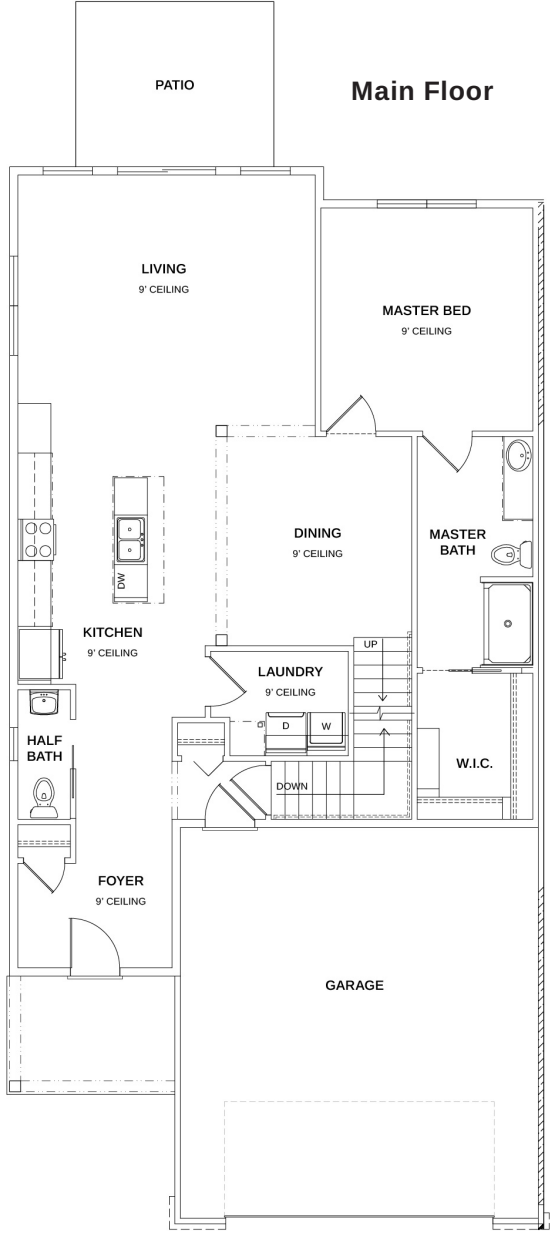 PATIO
Main Floor
LIVING
9' CEILING
MASTER BED
9' CEILING
DINING
9' CEILING
MASTER
BATH
DW
KITCHEN
9' CEILING
UP
LAUNDRY
9' CEILING
D
W
HALF
BATH
W.I.C.
DOWN
FOYER
9' CEILING
GARAGE